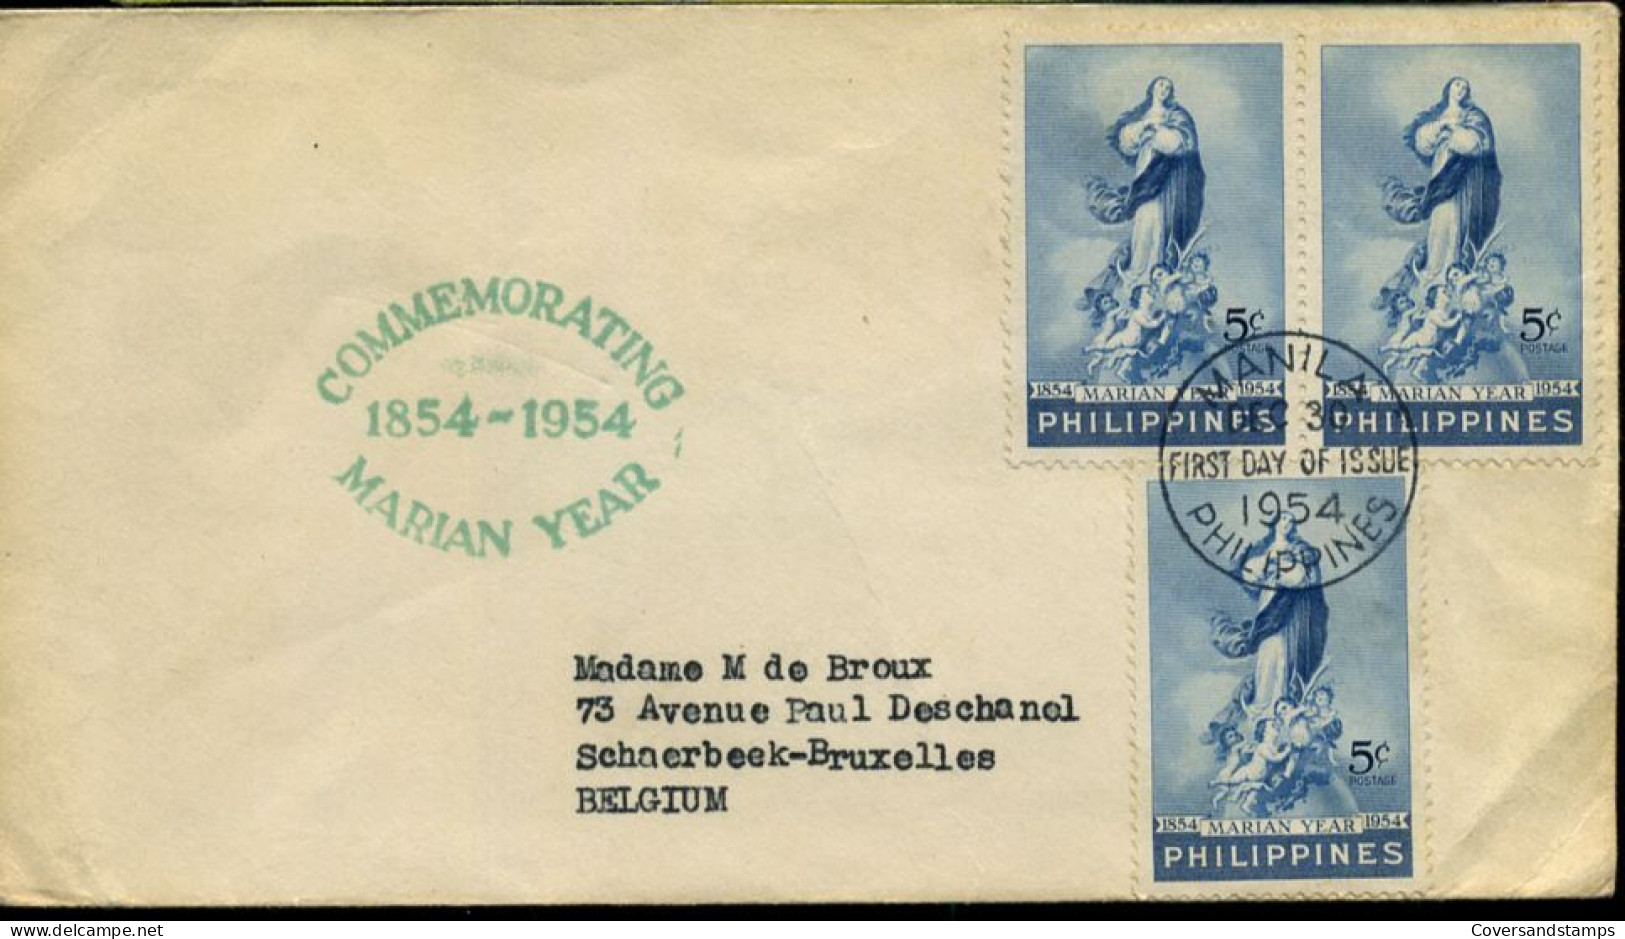 COMMEMORATING
1854-1954
MARIAN YEAR
5¢
POSTAGE
1854 MARIAN YEAR 1954
PHILIPPINES
5¢
POSTAGE
1854 MARIAN YEAR 1954
PHILIPPINES
MANILA
DEC 30
FIRST DAY OF ISSUE
1954
PHILIPPINES
5¢
POSTAGE
1854 MARIAN YEAR 1954
PHILIPPINES
Madame M de Broux
73 Avenue Paul Deschanel
Schaerbeek-Bruxelles
BELGIUM
Coversandstamps